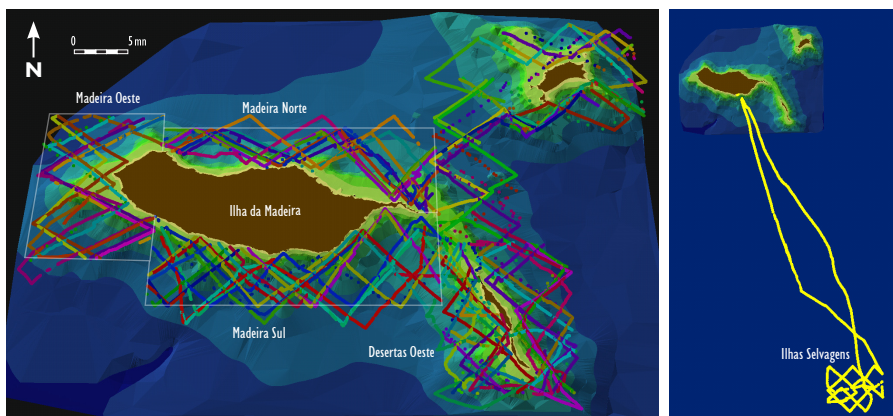 N
0 5 mn
Madeira Oeste
Madeira Norte
Ilha da Madeira
Madeira Sul
Desertas Oeste
Ilhas Selvagens